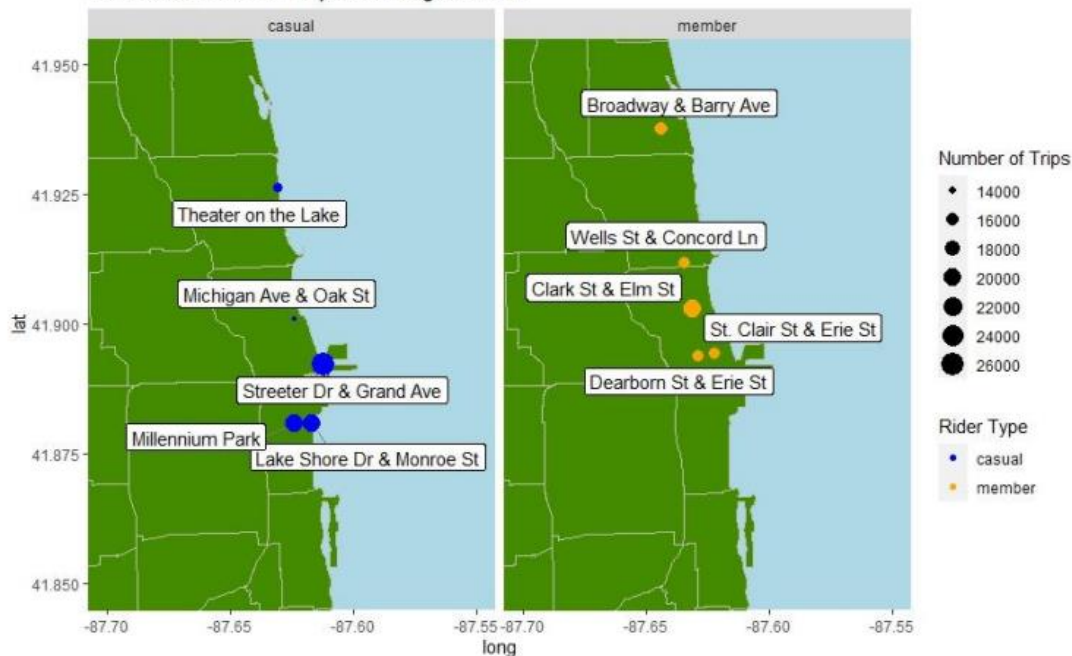 casual
member
41.950
41.925
41.900
41.875
41.850
lat
Theater on the Lake
Michigan Ave & Oak St
Streeter Dr & Grand Ave
Millennium Park
Lake Shore Dr & Monroe St
Broadway & Barry Ave
Wells St & Concord Ln
Clark St & Elm St
St. Clair St & Erie St
Dearborn St & Erie St
-87.70 -87.65 -87.60 -87.55
-87.70 -87.65 -87.60 -87.55
long
Number of Trips
14000
16000
18000
20000
22000
24000
26000
Rider Type
casual
member